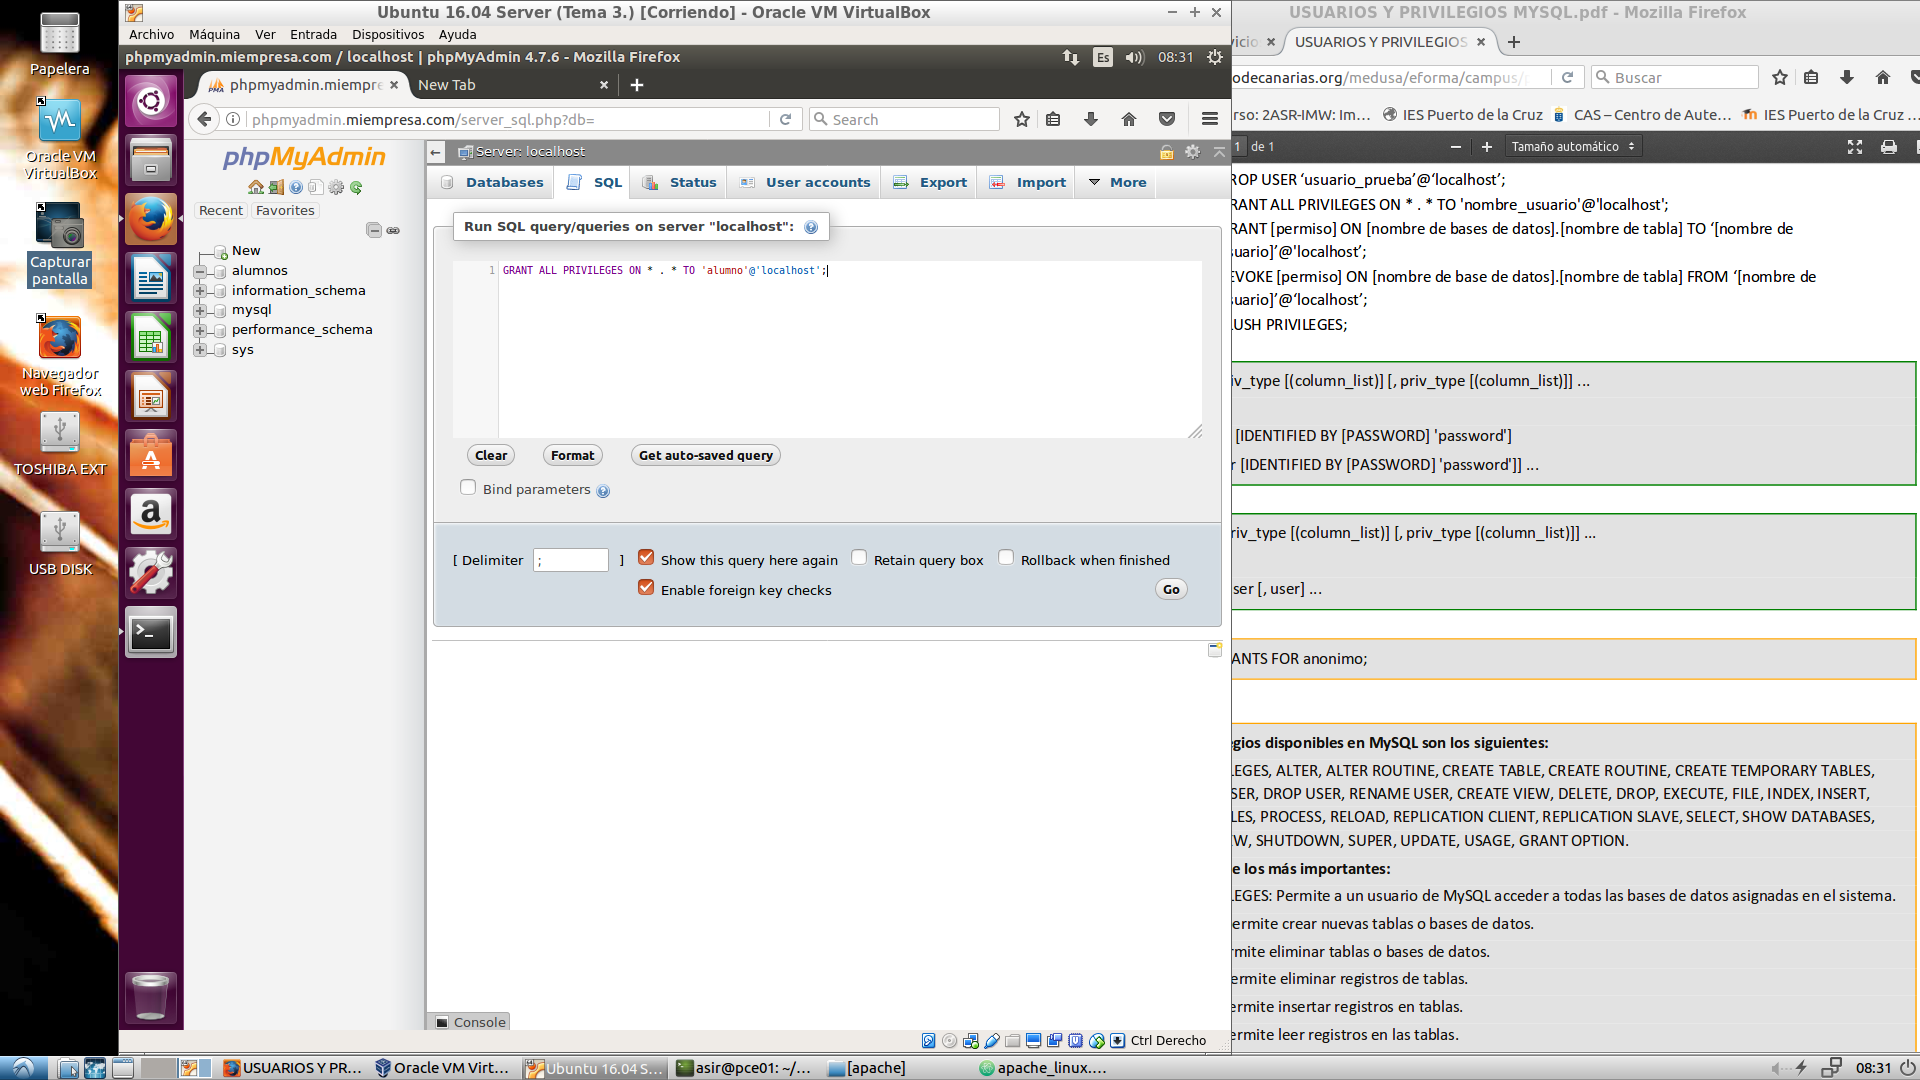 Ubuntu 16.04 Server (Tema 3.) [Corriendo] - Oracle VM VirtualBox
USUARIOS Y PRIVILEGIOS MYSQL.pdf - Mozilla Firefox
Archivo Máquina Ver Entrada Dispositivos Ayuda
phpmyadmin.miempresa.com / localhost | phpMyAdmin 4.7.6 - Mozilla Firefox
Es
08:31
phpmyadmin.miempre
New Tab
phpmyadmin.miempresa.com/server_sql.php?db=
Search
phpMyAdmin
Recent Favorites
New
alumnos
information_schema
mysql
performance_schema
sys
Server: localhost
Databases SQL Status User accounts Export Import More
Run SQL query/queries on server "localhost":
1 GRANT ALL PRIVILEGES ON * . * TO 'alumno'@'localhost';
Clear Format Get auto-saved query
Bind parameters
[ Delimiter ; ] Show this query here again Retain query box Rollback when finished
Enable foreign key checks
Go
Console
Ctrl Derecho
Papelera
Oracle VM
VirtualBox
Capturar
pantalla
Navegador
web Firefox
TOSHIBA EXT
USB DISK
vicio
USUARIOS Y PRIVILEGIOS
odecanarias.org/medusa/eforma/campus/
Buscar
rso: 2ASR-IMW: Im... IES Puerto de la Cruz CAS – Centro de Aute... IES Puerto de la Cruz ...
1 de 1
Tamaño automático
ROP USER ‘usuario_prueba’@‘localhost’;
RANT ALL PRIVILEGES ON * . * TO 'nombre_usuario'@'localhost';
RANT [permiso] ON [nombre de bases de datos].[nombre de tabla] TO ‘[nombre de
suario]’@'localhost’;
EVOKE [permiso] ON [nombre de base de datos].[nombre de tabla] FROM ‘[nombre de
suario]’@‘localhost’;
LUSH PRIVILEGES;
riv_type [(column_list)] [, priv_type [(column_list)]] ...
[IDENTIFIED BY [PASSWORD] 'password']
r [IDENTIFIED BY [PASSWORD] 'password']] ...
riv_type [(column_list)] [, priv_type [(column_list)]] ...
ser [, user] ...
ANTS FOR anonimo;
egios disponibles en MySQL son los siguientes:
LEGES, ALTER, ALTER ROUTINE, CREATE TABLE, CREATE ROUTINE, CREATE TEMPORARY TABLES,
SER, DROP USER, RENAME USER, CREATE VIEW, DELETE, DROP, EXECUTE, FILE, INDEX, INSERT,
LES, PROCESS, RELOAD, REPLICATION CLIENT, REPLICATION SLAVE, SELECT, SHOW DATABASES,
W, SHUTDOWN, SUPER, UPDATE, USAGE, GRANT OPTION.
e los más importantes:
LEGES: Permite a un usuario de MySQL acceder a todas las bases de datos asignadas en el sistema.
ermite crear nuevas tablas o bases de datos.
rmite eliminar tablas o bases de datos.
ermite eliminar registros de tablas.
ermite insertar registros en tablas.
ermite leer registros en las tablas.
USUARIOS Y PR... Oracle VM Virt... Ubuntu 16.04 S... asir@pce01: ~/... [apache] apache_linux....
08:31